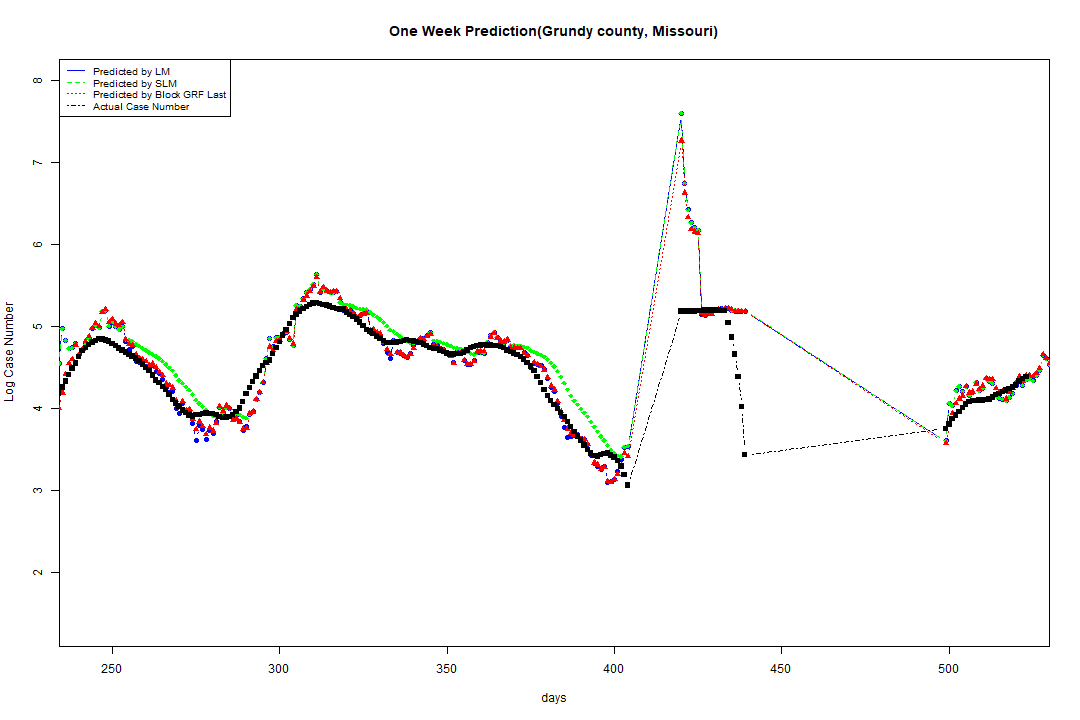 One Week Prediction(Grundy county, Missouri)
Predicted by LM
Predicted by SLM
Predicted by Block GRF Last
Actual Case Number
8
7
6
5
4
3
2
Log Case Number
250 300 350 400 450 500
days